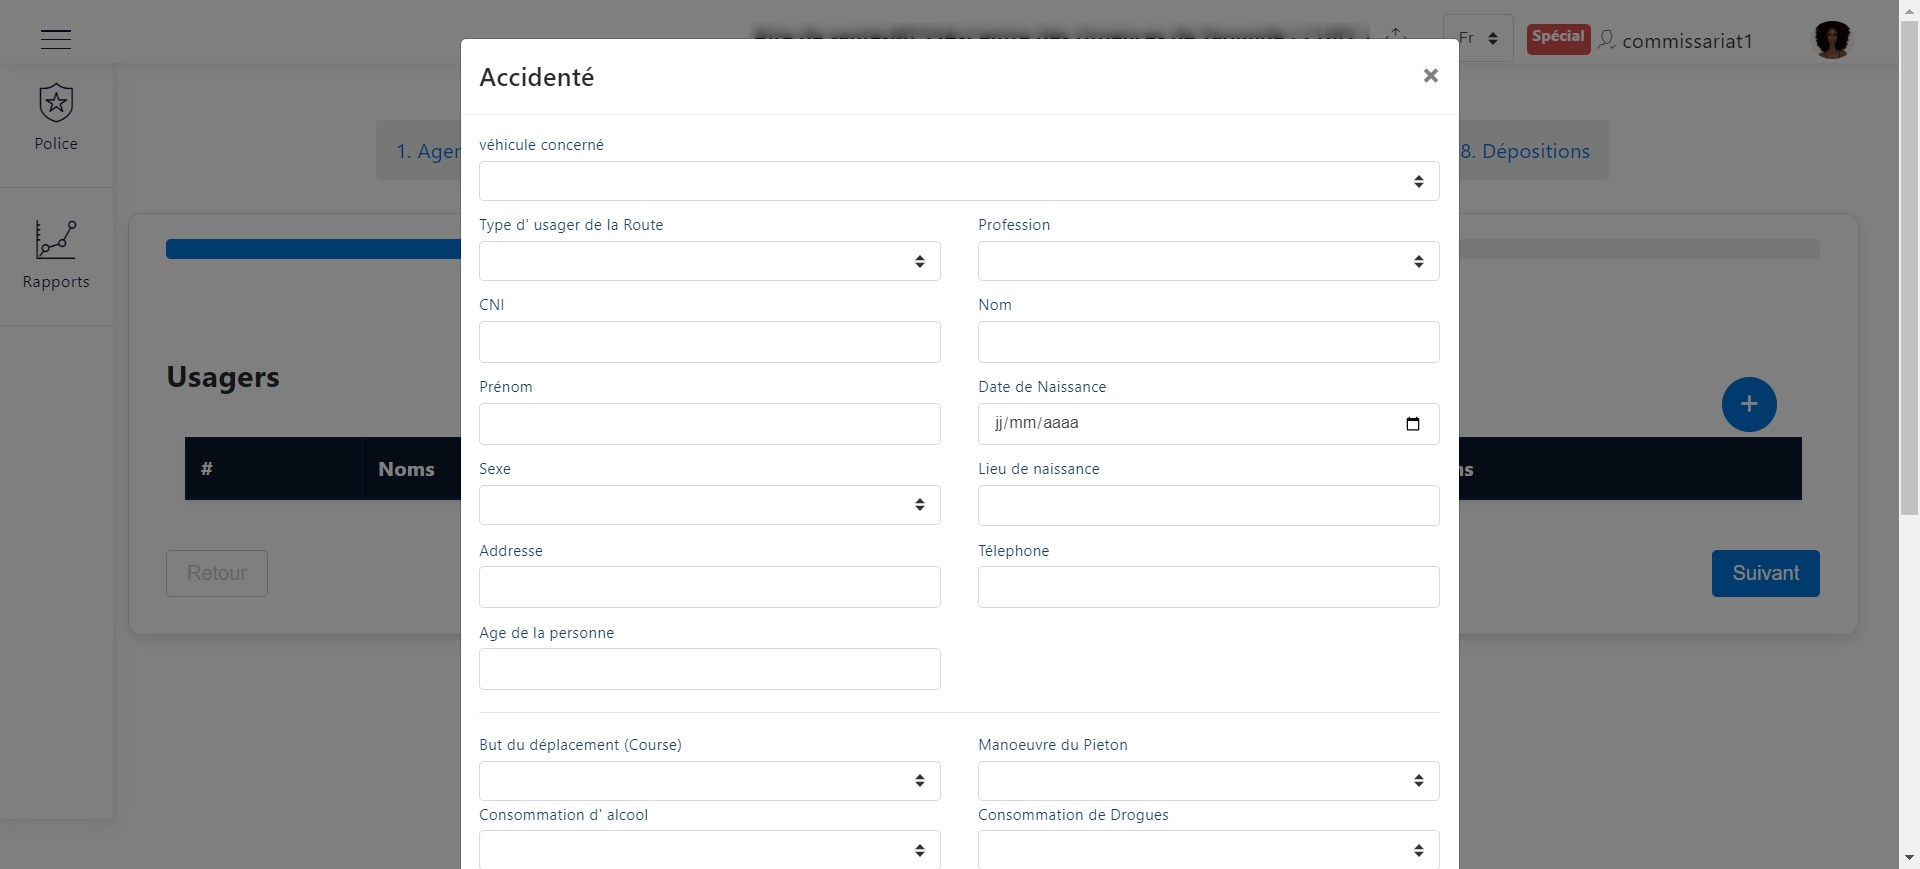 Fr
Spécial
commissariat1
Police
Rapports
1. Agen
8. Dépositions
Usagers
#
Noms
ns
Retour
Suivant
Accidenté
véhicule concerné
Type d' usager de la Route
Profession
CNI
Nom
Prénom
Date de Naissance
jj/mm/aaaa
Sexe
Lieu de naissance
Addresse
Télephone
Age de la personne
But du déplacement (Course)
Manoeuvre du Pieton
Consommation d' alcool
Consommation de Drogues